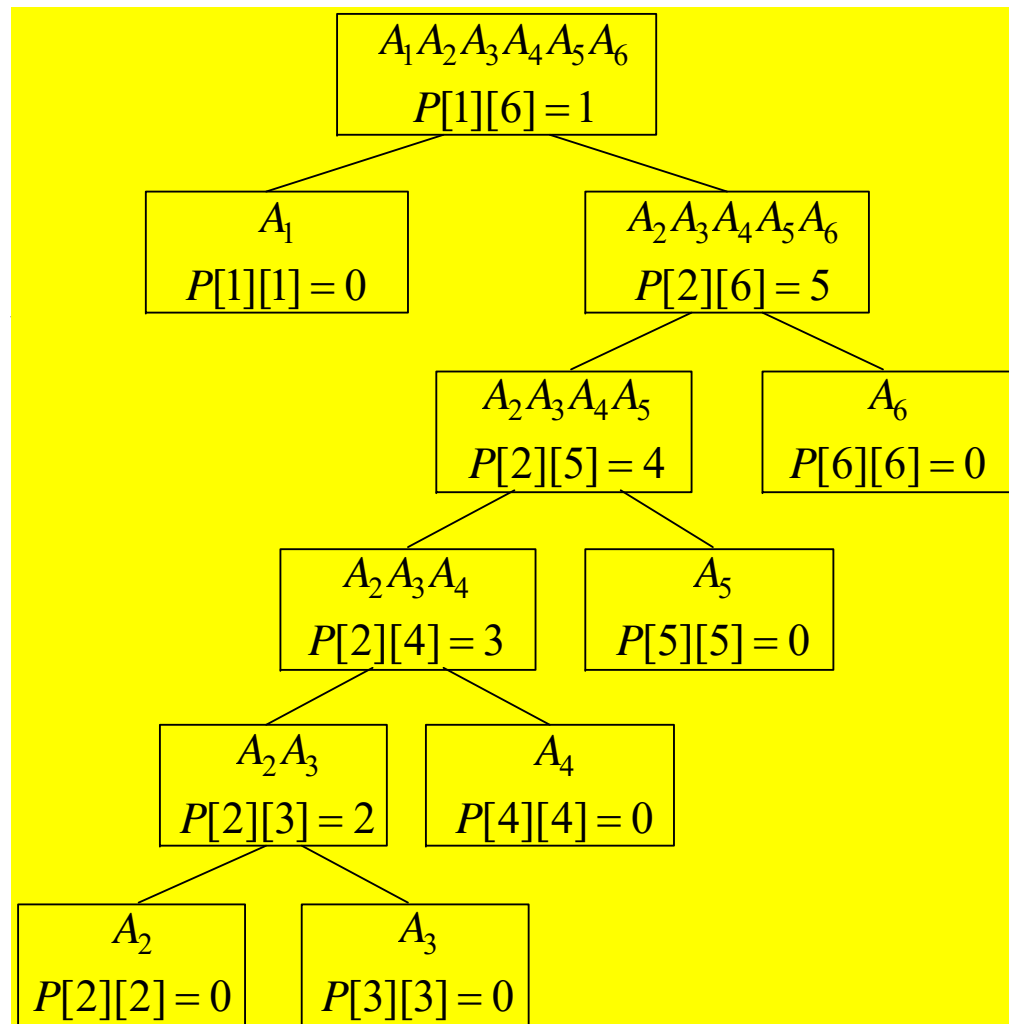 A₁A₂A₃A₄A₅A₆
P[1][6] = 1
A₁
P[1][1] = 0
A₂A₃A₄A₅A₆
P[2][6] = 5
A₂A₃A₄A₅
P[2][5] = 4
A₆
P[6][6] = 0
A₂A₃A₄
P[2][4] = 3
A₅
P[5][5] = 0
A₂A₃
P[2][3] = 2
A₄
P[4][4] = 0
A₂
P[2][2] = 0
A₃
P[3][3] = 0